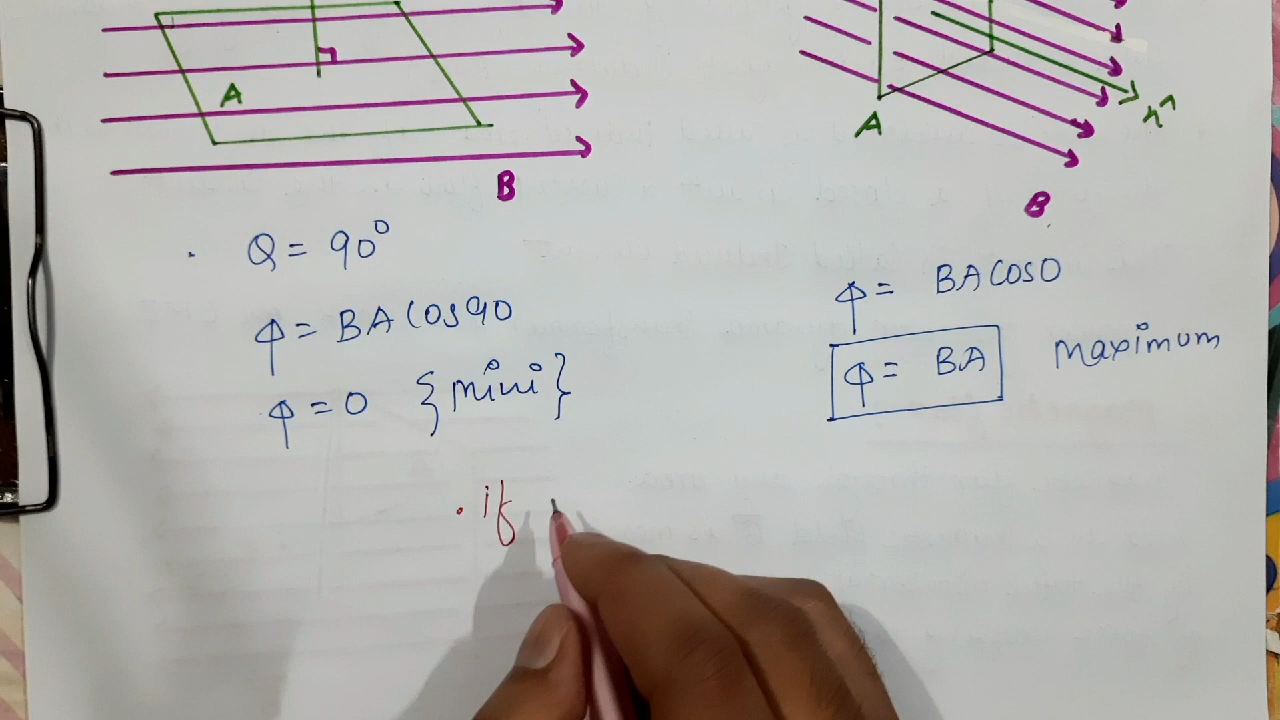 A
B
Q = 90°
ϕ = BA Cos90
ϕ = 0 {mini}
A
n^
B
ϕ = BA Cos0
ϕ = BA maximum
. if